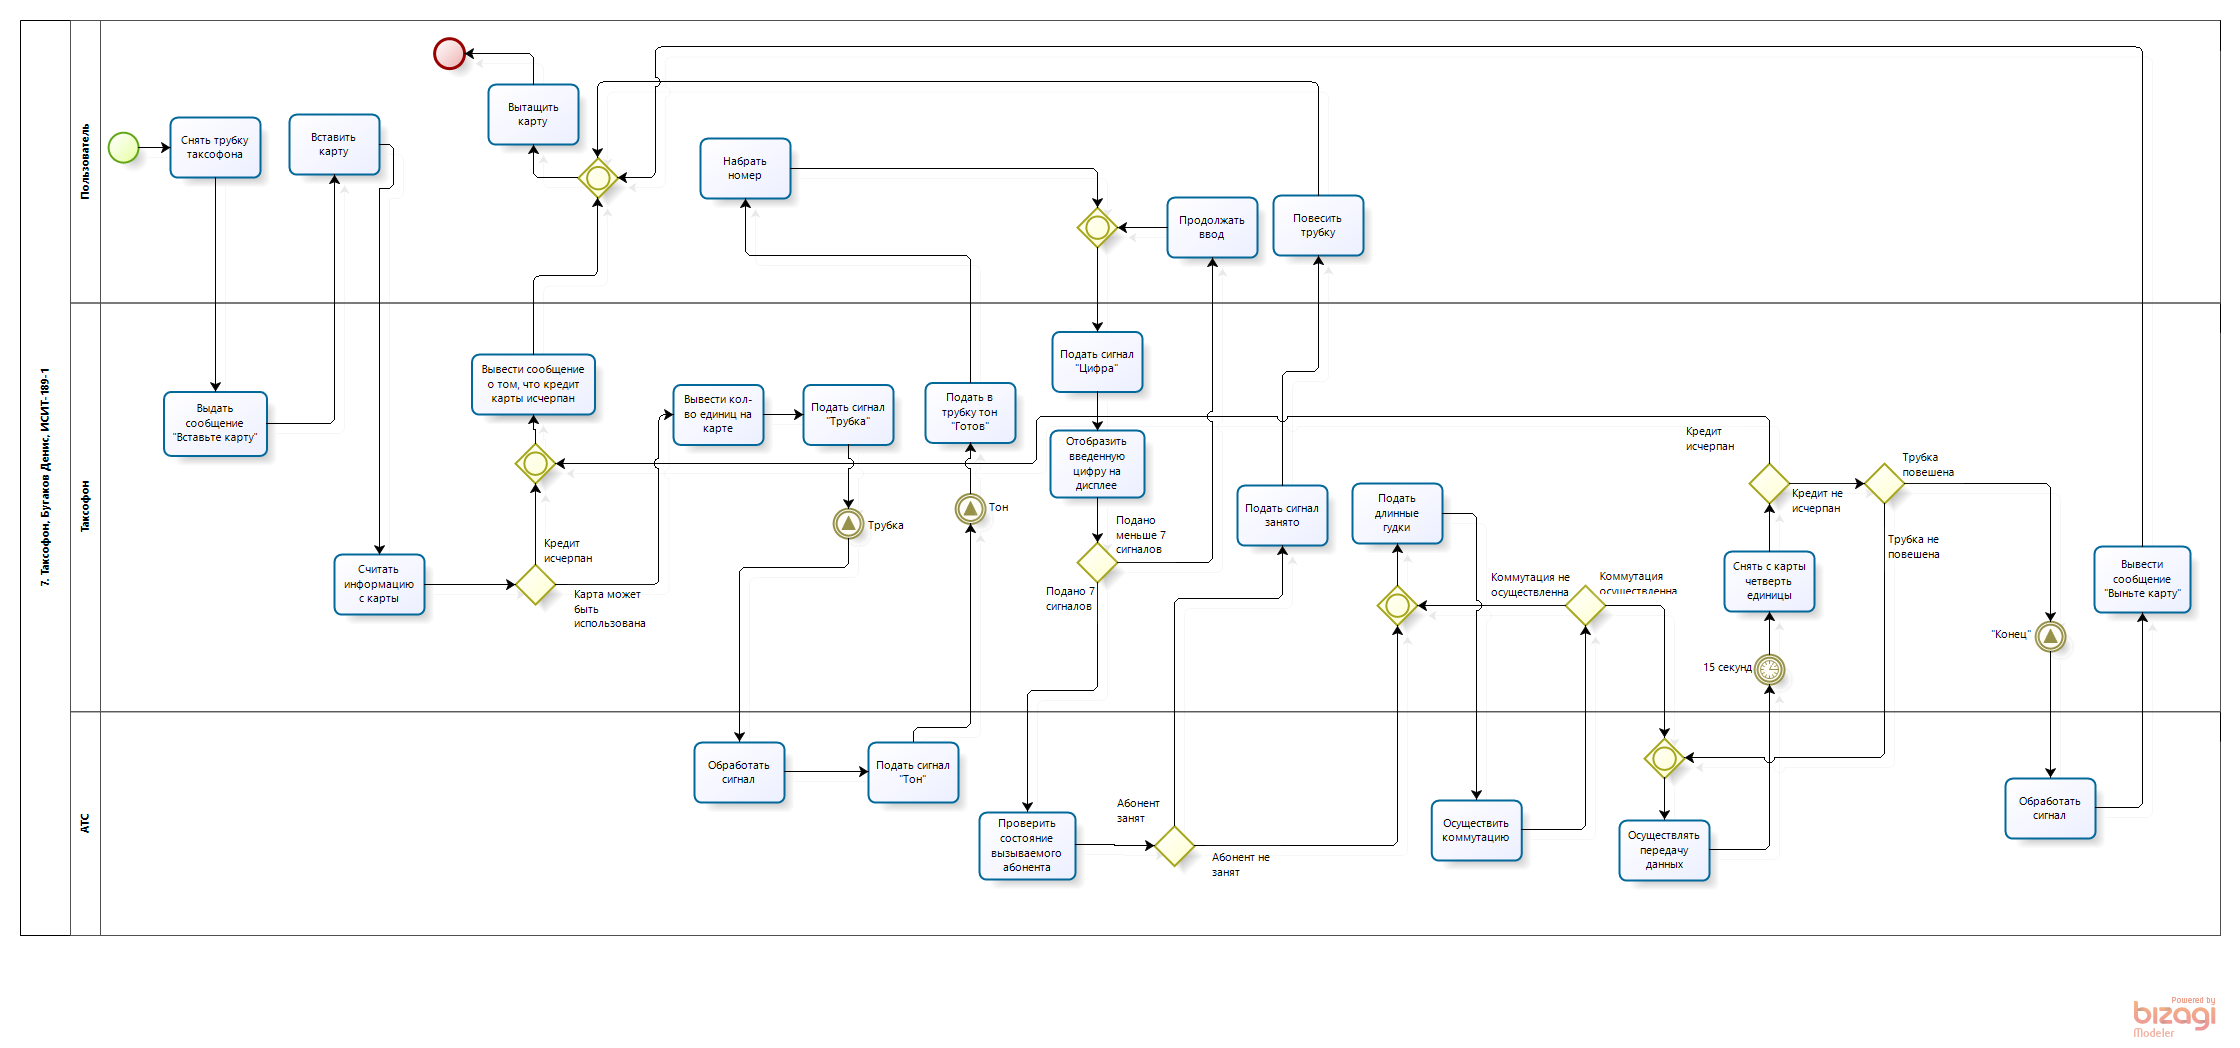 7. Таксофон, Бугаков Денис, ИСИТ-189-1
Пользователь
Снять трубку
таксофона
Вставить
карту
Вытащить
карту
Набрать
номер
Продолжать
ввод
Повесить
трубку
Таксофон
Выдать
сообщение
"Вставьте карту"
Считать
информацию
с карты
Вывести сообщение
о том, что кредит
карты исчерпан
Кредит
исчерпан
Карта может
быть
использована
Вывести кол-
во единиц на
карте
Подать сигнал
"Трубка"
Трубка
Подать в
трубку тон
"Готов"
Тон
Подать сигнал
"Цифра"
Отобразить
введенную
цифру на
дисплее
Подано
меньше 7
сигналов
Подано 7
сигналов
Подать сигнал
занято
Подать
длинные
гудки
Коммутация не
осуществленна
Коммутация
осуществленна
Кредит
исчерпан
Кредит не
исчерпан
Трубка
повешена
Трубка не
повешена
Снять с карты
четверть
единицы
15 секунд
"Конец"
Вывести
сообщение
"Выньте карту"
АТС
Обработать
сигнал
Подать сигнал
"Тон"
Проверить
состояние
вызываемого
абонента
Абонент
занят
Абонент не
занят
Осуществить
коммутацию
Осуществлять
передачу
данных
Обработать
сигнал
Powered by
bizagi
Modeler